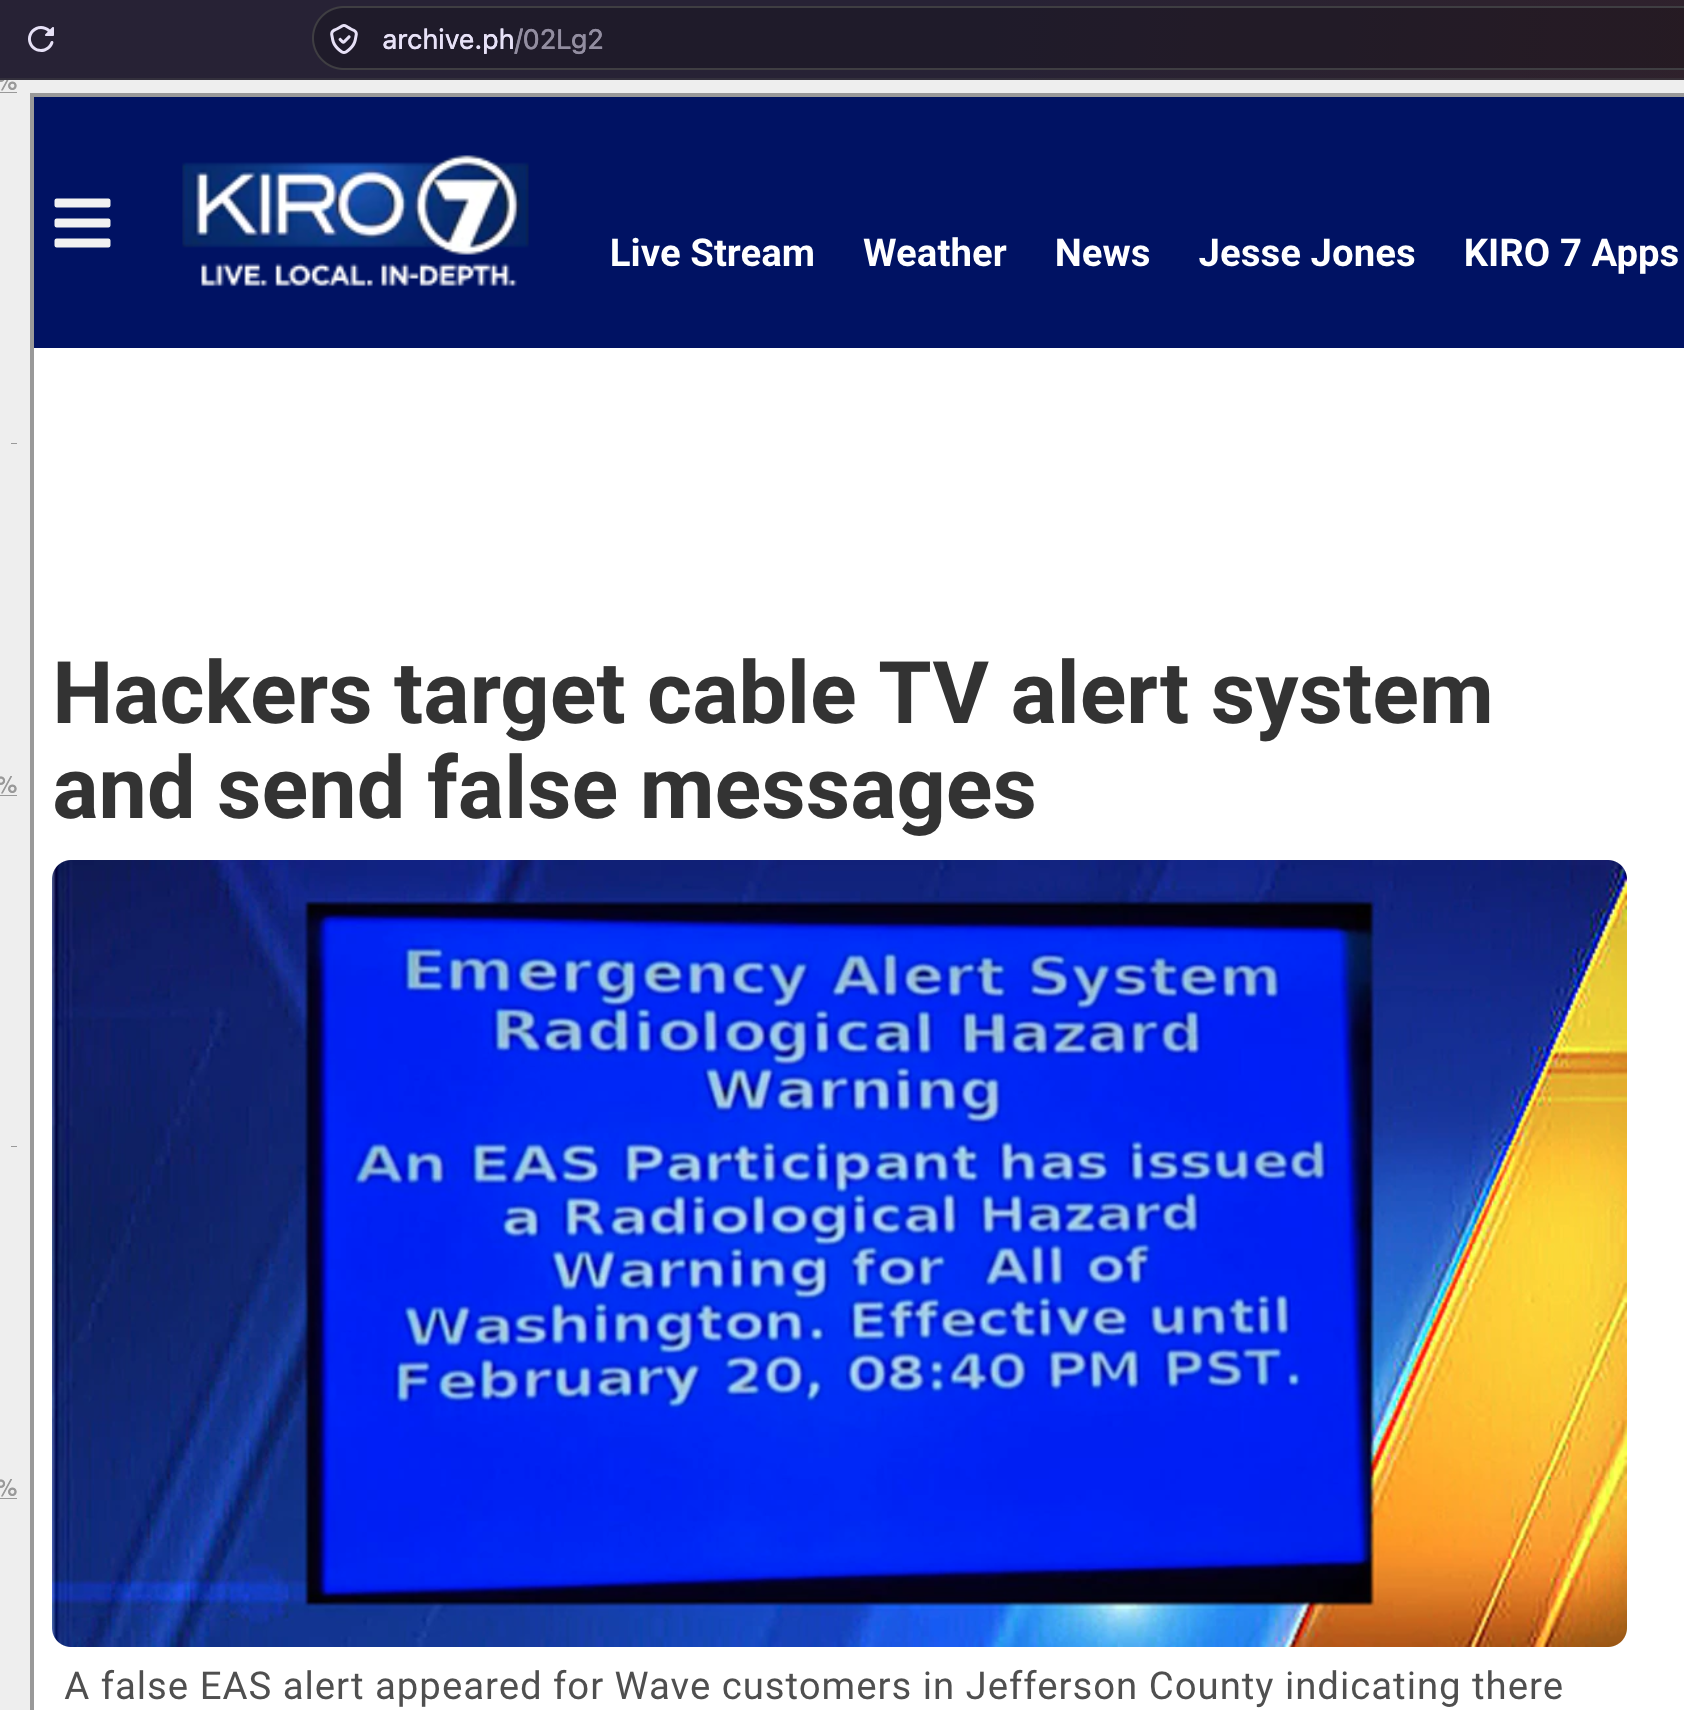 archive.ph/02Lg2
%
KIRO 7
LIVE. LOCAL. IN-DEPTH.
Live Stream Weather News Jesse Jones KIRO 7 Apps
Hackers target cable TV alert system
and send false messages
%
Emergency Alert System
Radiological Hazard
Warning
An EAS Participant has issued
a Radiological Hazard
Warning for All of
Washington. Effective until
February 20, 08:40 PM PST.
%
A false EAS alert appeared for Wave customers in Jefferson County indicating there